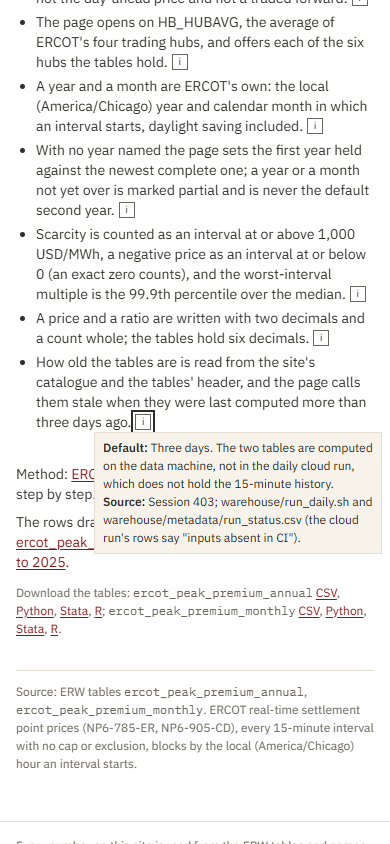 The page opens on HB_HUBAVG, the average of
ERCOT's four trading hubs, and offers each of the six
hubs the tables hold. i
A year and a month are ERCOT's own: the local
(America/Chicago) year and calendar month in which
an interval starts, daylight saving included. i
With no year named the page sets the first year held
against the newest complete one; a year or a month
not yet over is marked partial and is never the default
second year. i
Scarcity is counted as an interval at or above 1,000
USD/MWh, a negative price as an interval at or below
0 (an exact zero counts), and the worst-interval
multiple is the 99.9th percentile over the median. i
A price and a ratio are written with two decimals and
a count whole; the tables hold six decimals. i
How old the tables are is read from the site's
catalogue and the tables' header, and the page calls
them stale when they were last computed more than
three days ago. i
Default: Three days. The two tables are computed
on the data machine, not in the daily cloud run,
which does not hold the 15-minute history.
Source: Session 403; warehouse/run_daily.sh and
warehouse/metadata/run_status.csv (the cloud
run's rows say "inputs absent in CI").
Method: ERC
step by step.
The rows dra
ercot_peak_
to 2025.
Download the tables: ercot_peak_premium_annual CSV,
Python, Stata, R; ercot_peak_premium_monthly CSV, Python,
Stata, R.
Source: ERW tables ercot_peak_premium_annual,
ercot_peak_premium_monthly. ERCOT real-time settlement
point prices (NP6-785-ER, NP6-905-CD), every 15-minute interval
with no cap or exclusion, blocks by the local (America/Chicago)
hour an interval starts.